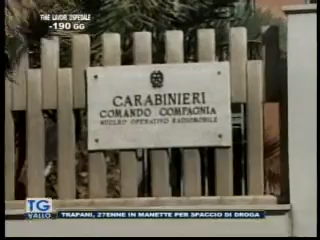 FINE LAVORI OSPEDALE
-190 GG
CARABINIERI
COMANDO COMPAGNIA
NUCLEO OPERATIVO RADIOMOBILE
TG
VALLO
TRAPANI, 27ENNE IN MANETTE PER SPACCIO DI DROGA